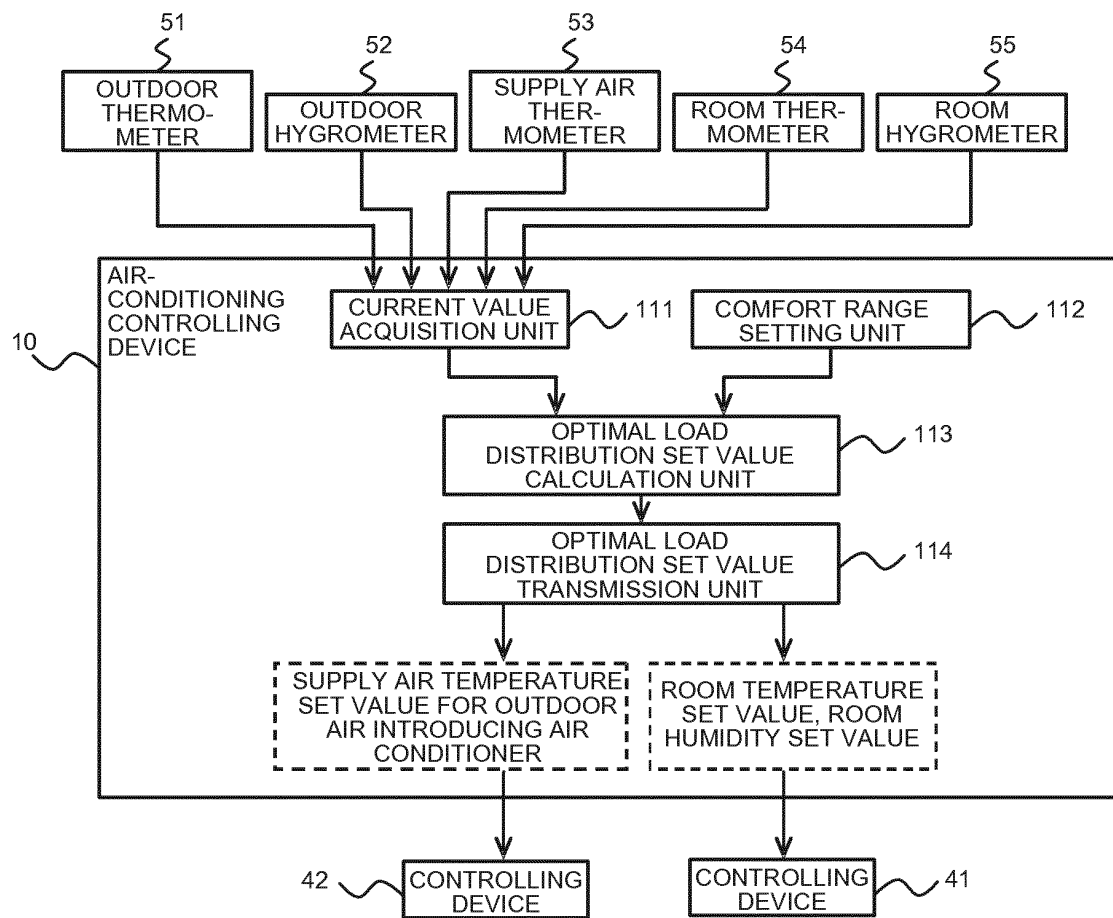 51
52
53
54
55
OUTDOOR
THERMO-
METER
OUTDOOR
HYGROMETER
SUPPLY AIR
THER-
MOMETER
ROOM THER-
MOMETER
ROOM
HYGROMETER
AIR-
CONDITIONING
CONTROLLING
DEVICE
10
CURRENT VALUE
ACQUISITION UNIT
111
COMFORT RANGE
SETTING UNIT
112
OPTIMAL LOAD
DISTRIBUTION SET VALUE
CALCULATION UNIT
113
OPTIMAL LOAD
DISTRIBUTION SET VALUE
TRANSMISSION UNIT
114
SUPPLY AIR TEMPERATURE
SET VALUE FOR OUTDOOR
AIR INTRODUCING AIR
CONDITIONER
ROOM TEMPERATURE
SET VALUE, ROOM
HUMIDITY SET VALUE
42
CONTROLLING
DEVICE
CONTROLLING
DEVICE
41